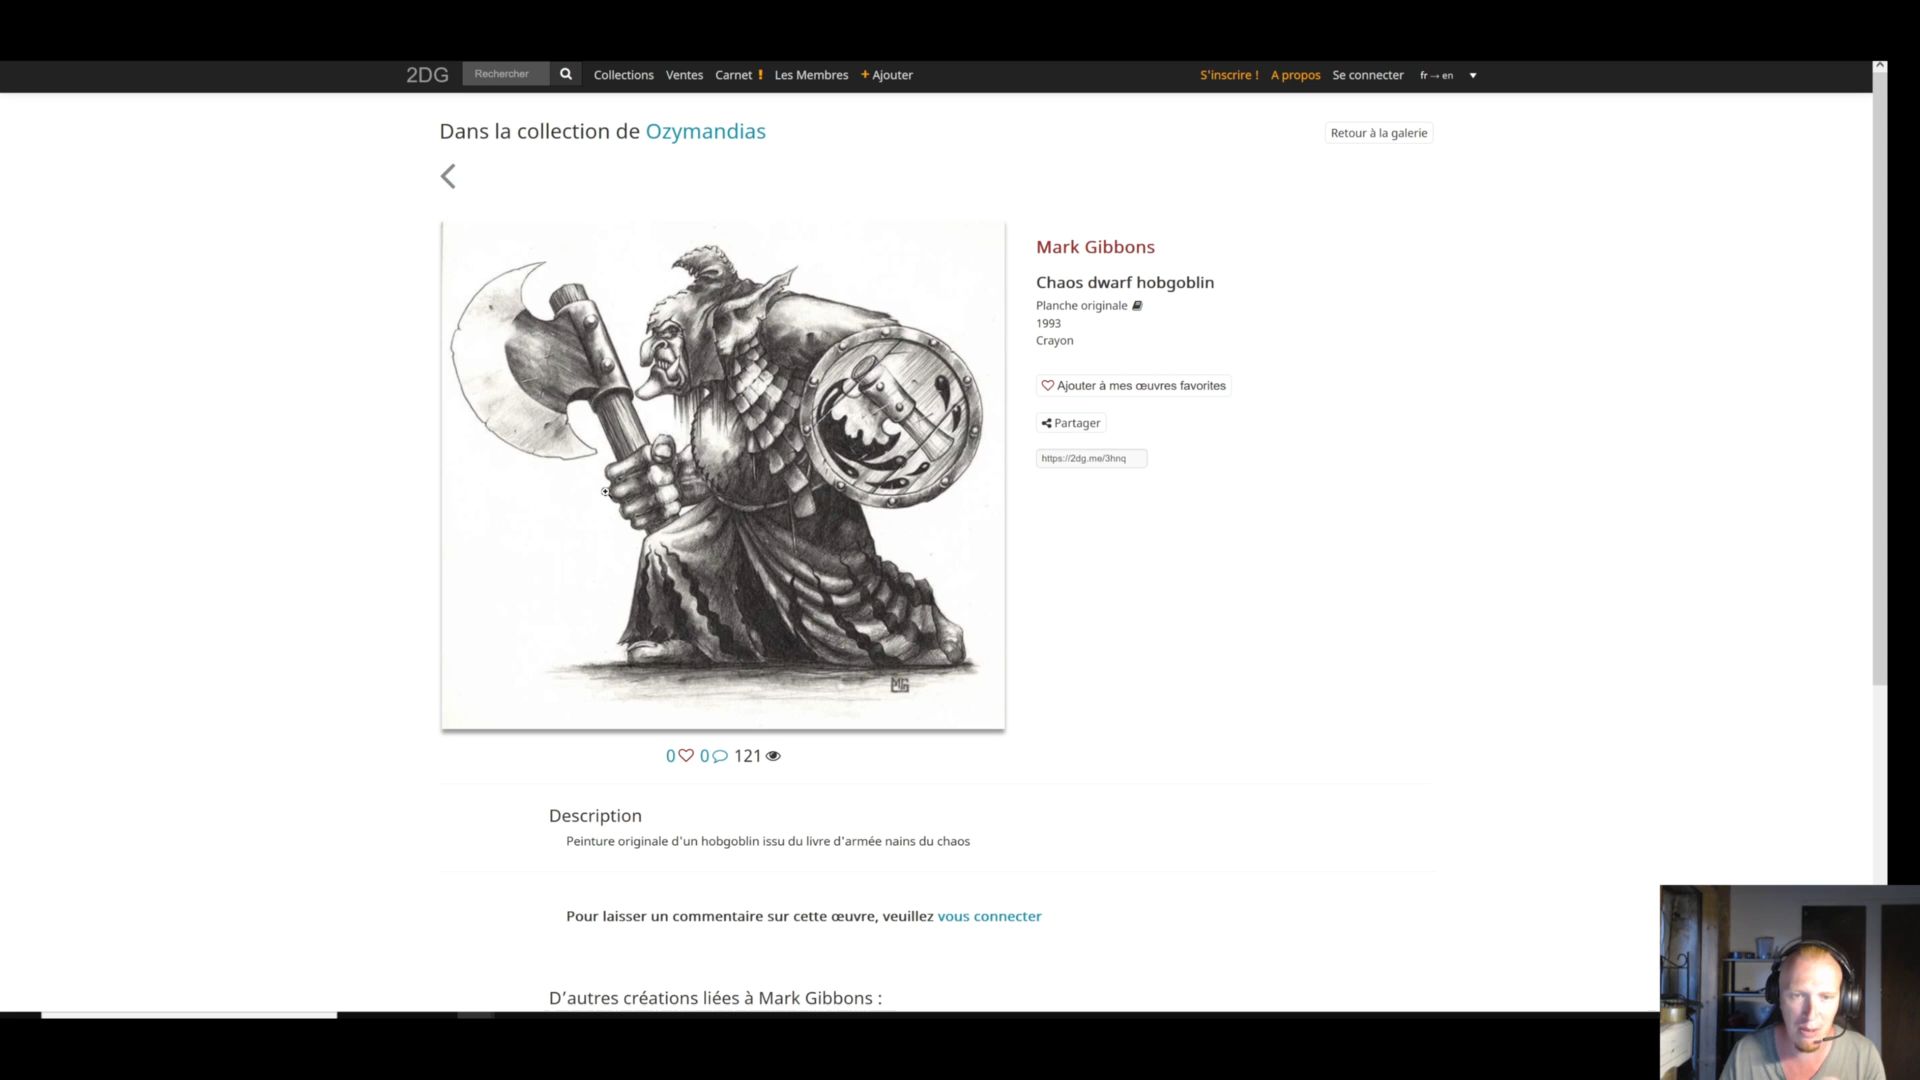 2DG Rechercher Collections Ventes Carnet ! Les Membres + Ajouter S'inscrire ! A propos Se connecter fr → en
Dans la collection de Ozymandias
Retour à la galerie
Mark Gibbons
Chaos dwarf hobgoblin
Planche originale
1993
Crayon
Ajouter à mes œuvres favorites
Partager
https://2dg.me/3hnq
MG
0 0 121
Description
Peinture originale d'un hobgoblin issu du livre d'armée nains du chaos
Pour laisser un commentaire sur cette œuvre, veuillez vous connecter
D’autres créations liées à Mark Gibbons :